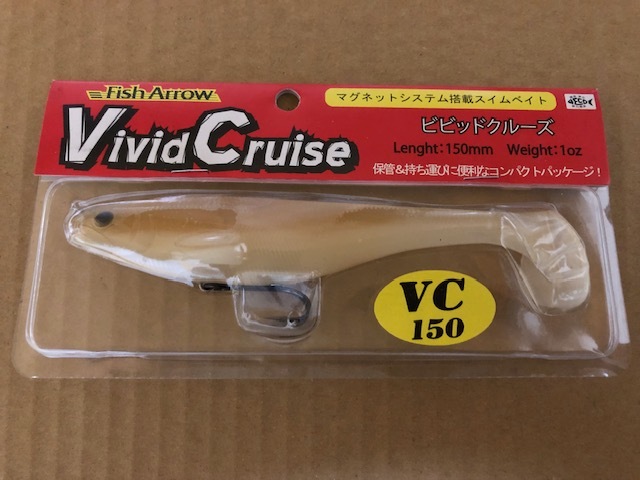 Fish Arrow
Vivid Cruise
マグネットシステム搭載スイムベイト
ビビッドクルーズ
Lenght:150mm Weight:1oz
保管&持ち運びに便利なコンパクトパッケージ!
VC
150